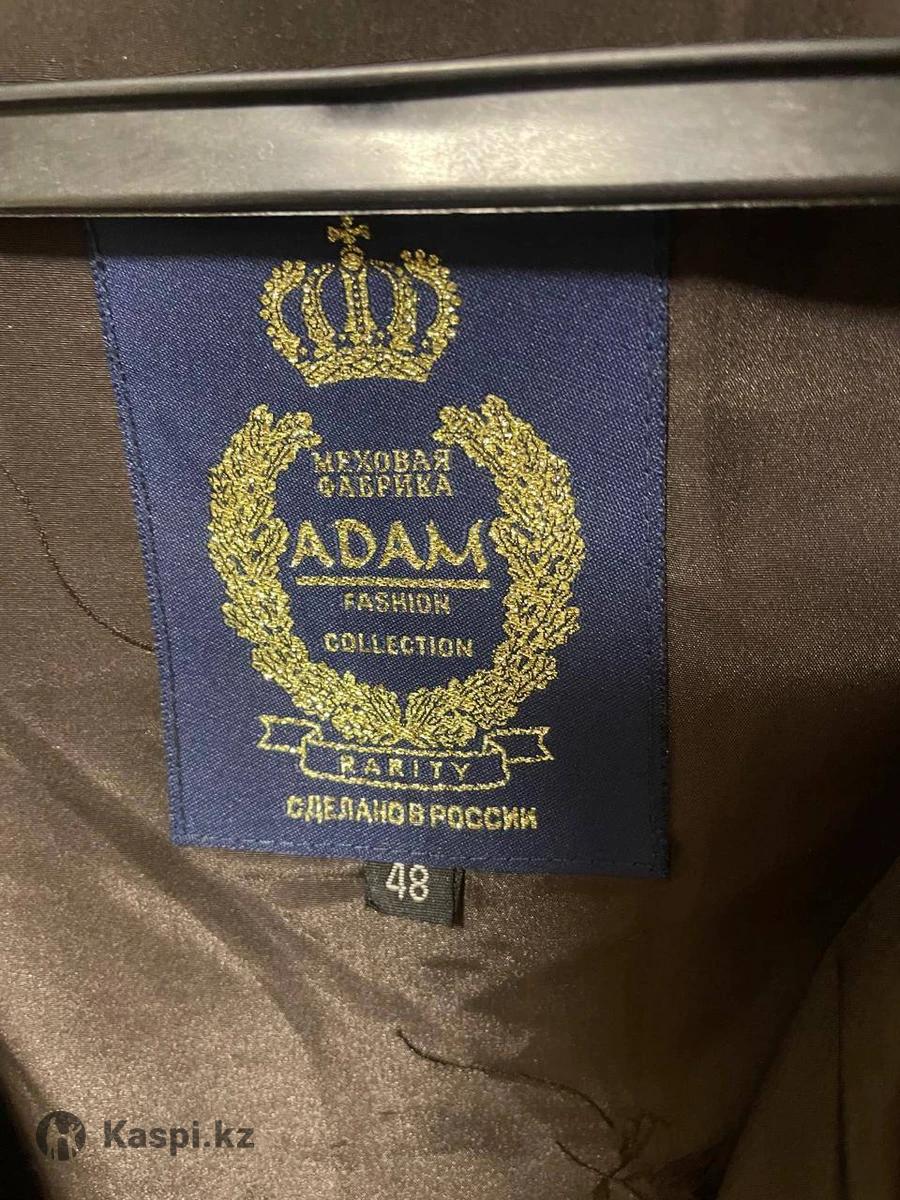 МЕХОВАЯ
ФАБРИКА
ADAM
FASHION
COLLECTION
RARITY
СДЕЛАНО В РОССИИ
48
Kaspi.kz